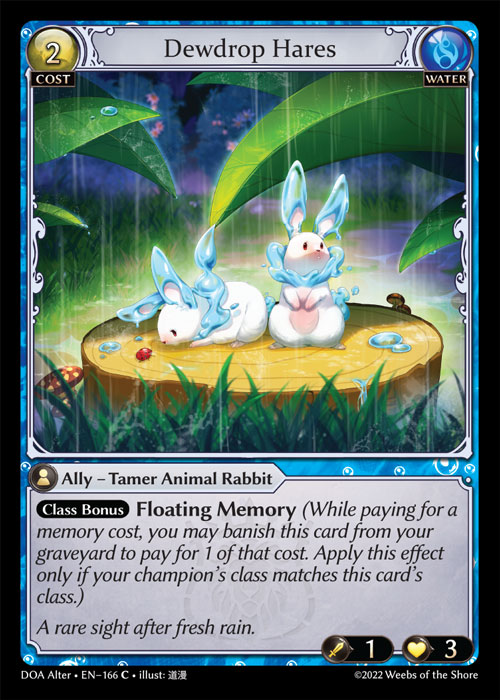 2
Dewdrop Hares
COST
WATER
Ally – Tamer Animal Rabbit
Class Bonus Floating Memory (While paying for a
memory cost, you may banish this card from your
graveyard to pay for 1 of that cost. Apply this effect
only if your champion's class matches this card's
class.)
A rare sight after fresh rain.
1
3
DOA Alter • EN–166 C • illust: 道漫
©2022 Weebs of the Shore